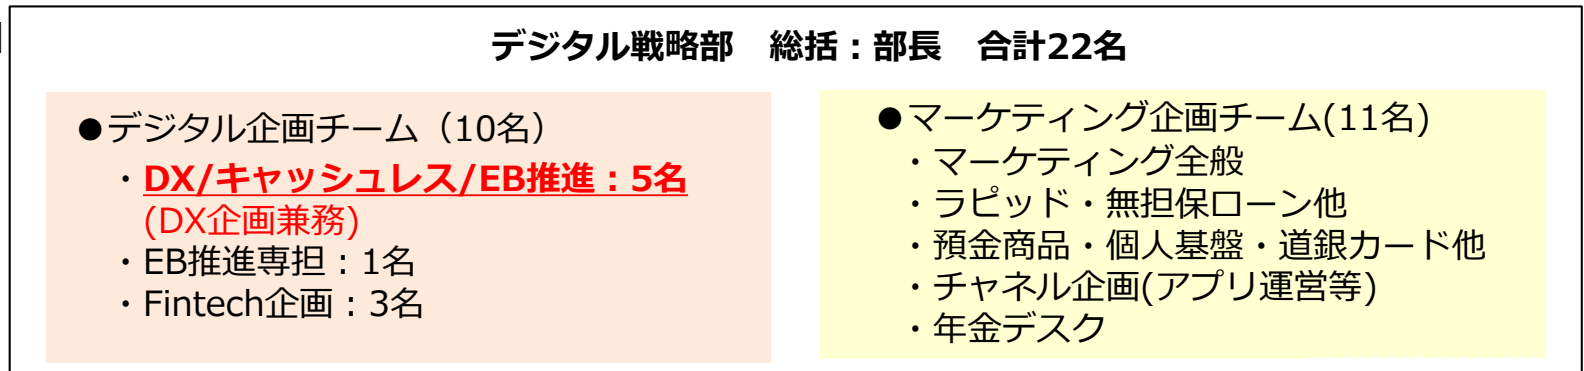 デジタル戦略部　総括：部長　合計22名
●デジタル企画チーム（10名）
・DX/キャッシュレス/EB推進：5名
(DX企画兼務)
・EB推進専担：1名
・Fintech企画：3名
●マーケティング企画チーム(11名)
・マーケティング全般
・ラピッド・無担保ローン他
・預金商品・個人基盤・道銀カード他
・チャネル企画(アプリ運営等)
・年金デスク